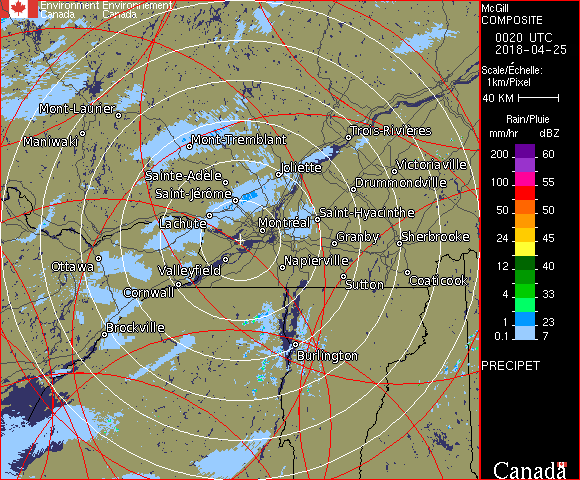 Environment Environnement
Canada Canada
McGill
COMPOSITE
0020 UTC
2018-04-25
Scale/Échelle:
1km/Pixel
40 KM
Rain/Pluie
mm/hr dBZ
200 60
100 55
50 50
24 45
12 40
4 33
1 23
0.1 7
PRECIPET
Canada
Mont-Laurier
Maniwaki
Mont-Tremblant
Trois-Rivières
Sainte-Adèle
Joliette
Victoriaville
Saint-Jérôme
Drummondville
Lachute
Montréal
Saint-Hyacinthe
Granby
Sherbrooke
Ottawa
Valleyfield
Napierville
Cornwall
Sutton
Coaticook
Brockville
Burlington